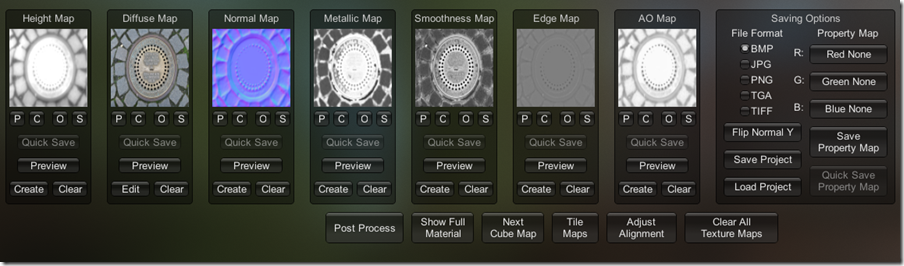 Height Map
Diffuse Map
Normal Map
Metallic Map
Smoothness Map
Edge Map
AO Map
P C O S
P C O S
P C O S
P C O S
P C O S
P C O S
P C O S
Quick Save
Quick Save
Quick Save
Quick Save
Quick Save
Quick Save
Quick Save
Preview
Preview
Preview
Preview
Preview
Preview
Preview
Create Clear
Edit Clear
Create Clear
Create Clear
Create Clear
Create Clear
Create Clear
Saving Options
File Format
BMP
JPG
PNG
TGA
TIFF
Flip Normal Y
Save Project
Load Project
Property Map
R: Red None
G: Green None
B: Blue None
Save
Property Map
Quick Save
Property Map
Post Process
Show Full
Material
Next
Cube Map
Tile
Maps
Adjust
Alignment
Clear All
Texture Maps